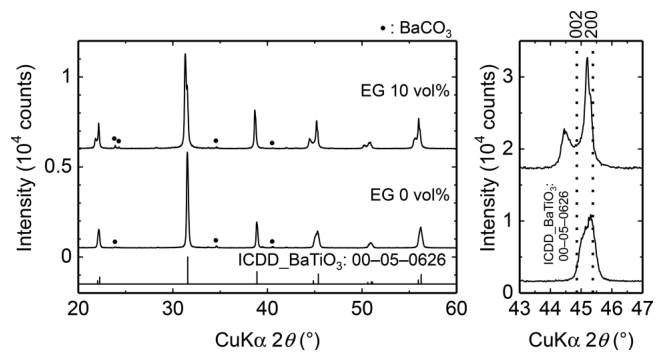 ● : BaCO3
EG 10 vol%
EG 0 vol%
ICDD_BaTiO3: 00–05–0626
Intensity (10^4 counts)
1
0.5
0
20 30 40 50 60
CuKα 2θ (°)
002
200
ICDD_BaTiO3:
00–05–0626
Intensity (10^4 counts)
3
2
1
0
43 44 45 46 47
CuKα 2θ (°)